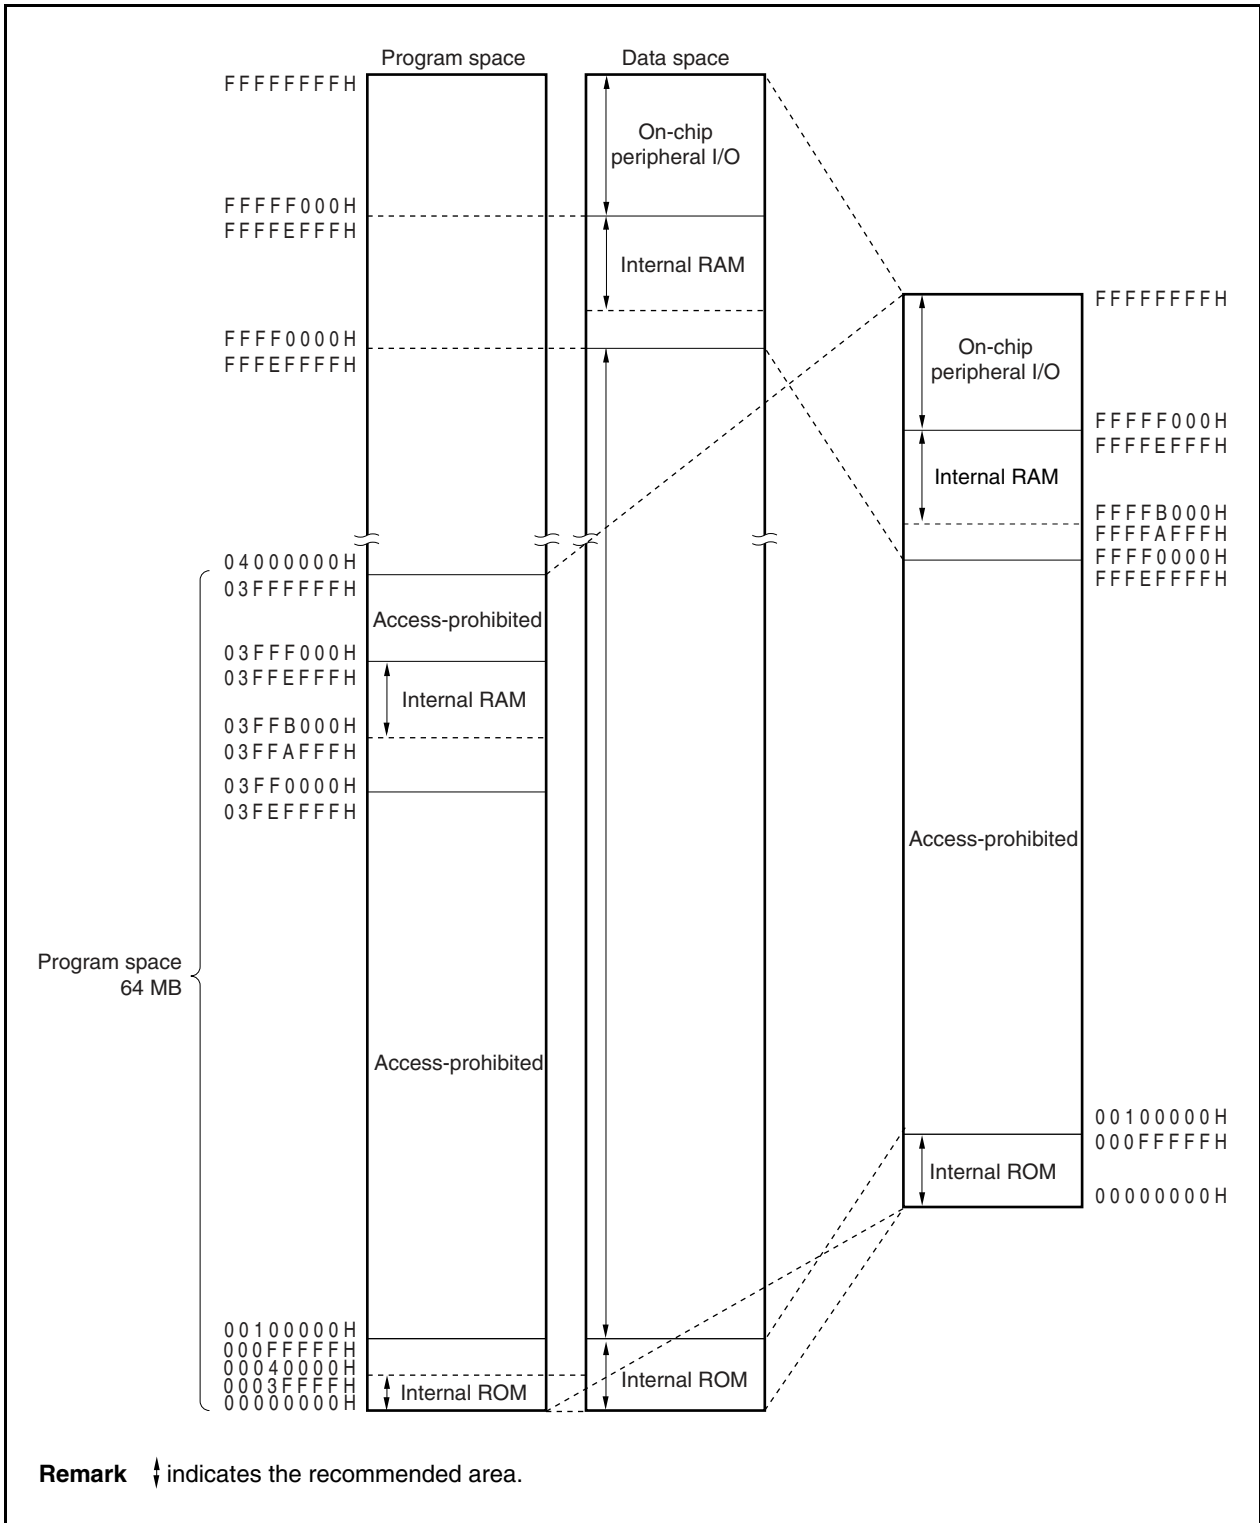 Program space
Data space
FFFFFFFFH
On-chip
peripheral I/O
FFFFF000H
FFFFEFFFH
Internal RAM
FFFF0000H
FFFEFFFFH
04000000H
03FFFFFFH
Access-prohibited
03FFF000H
03FFEFFFH
Internal RAM
03FFB000H
03FFAFFFH
03FF0000H
03FEFFFFH
Program space
64 MB
Access-prohibited
00100000H
000FFFFFH
00040000H
0003FFFFH
00000000H
Internal ROM
Internal ROM
FFFFFFFFH
On-chip
peripheral I/O
FFFFF000H
FFFFEFFFH
Internal RAM
FFFFB000H
FFFFAFFFH
FFFF0000H
FFFEFFFFH
Access-prohibited
00100000H
000FFFFFH
Internal ROM
00000000H
Remark indicates the recommended area.